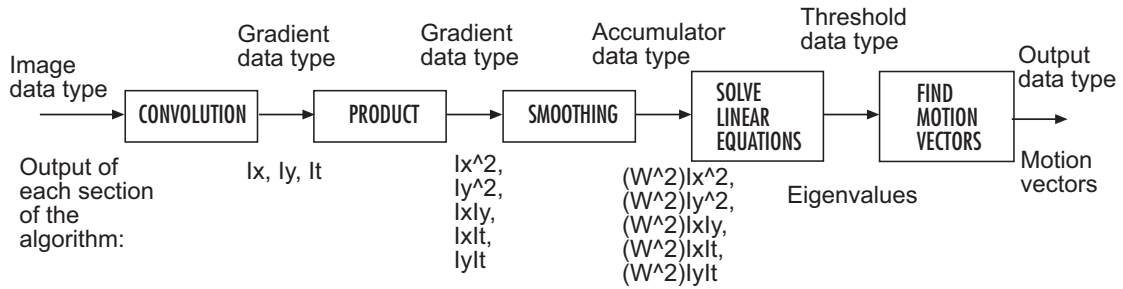 Image
data type
Gradient
data type
Gradient
data type
Accumulator
data type
Threshold
data type
Output
data type
CONVOLUTION
PRODUCT
SMOOTHING
SOLVE
LINEAR
EQUATIONS
FIND
MOTION
VECTORS
Output of
each section
of the
algorithm:
Ix, Iy, It
Ix^2,
Iy^2,
IxIy,
IxIt,
IyIt
(W^2)Ix^2,
(W^2)Iy^2,
(W^2)IxIy,
(W^2)IxIt,
(W^2)IyIt
Eigenvalues
Motion
vectors